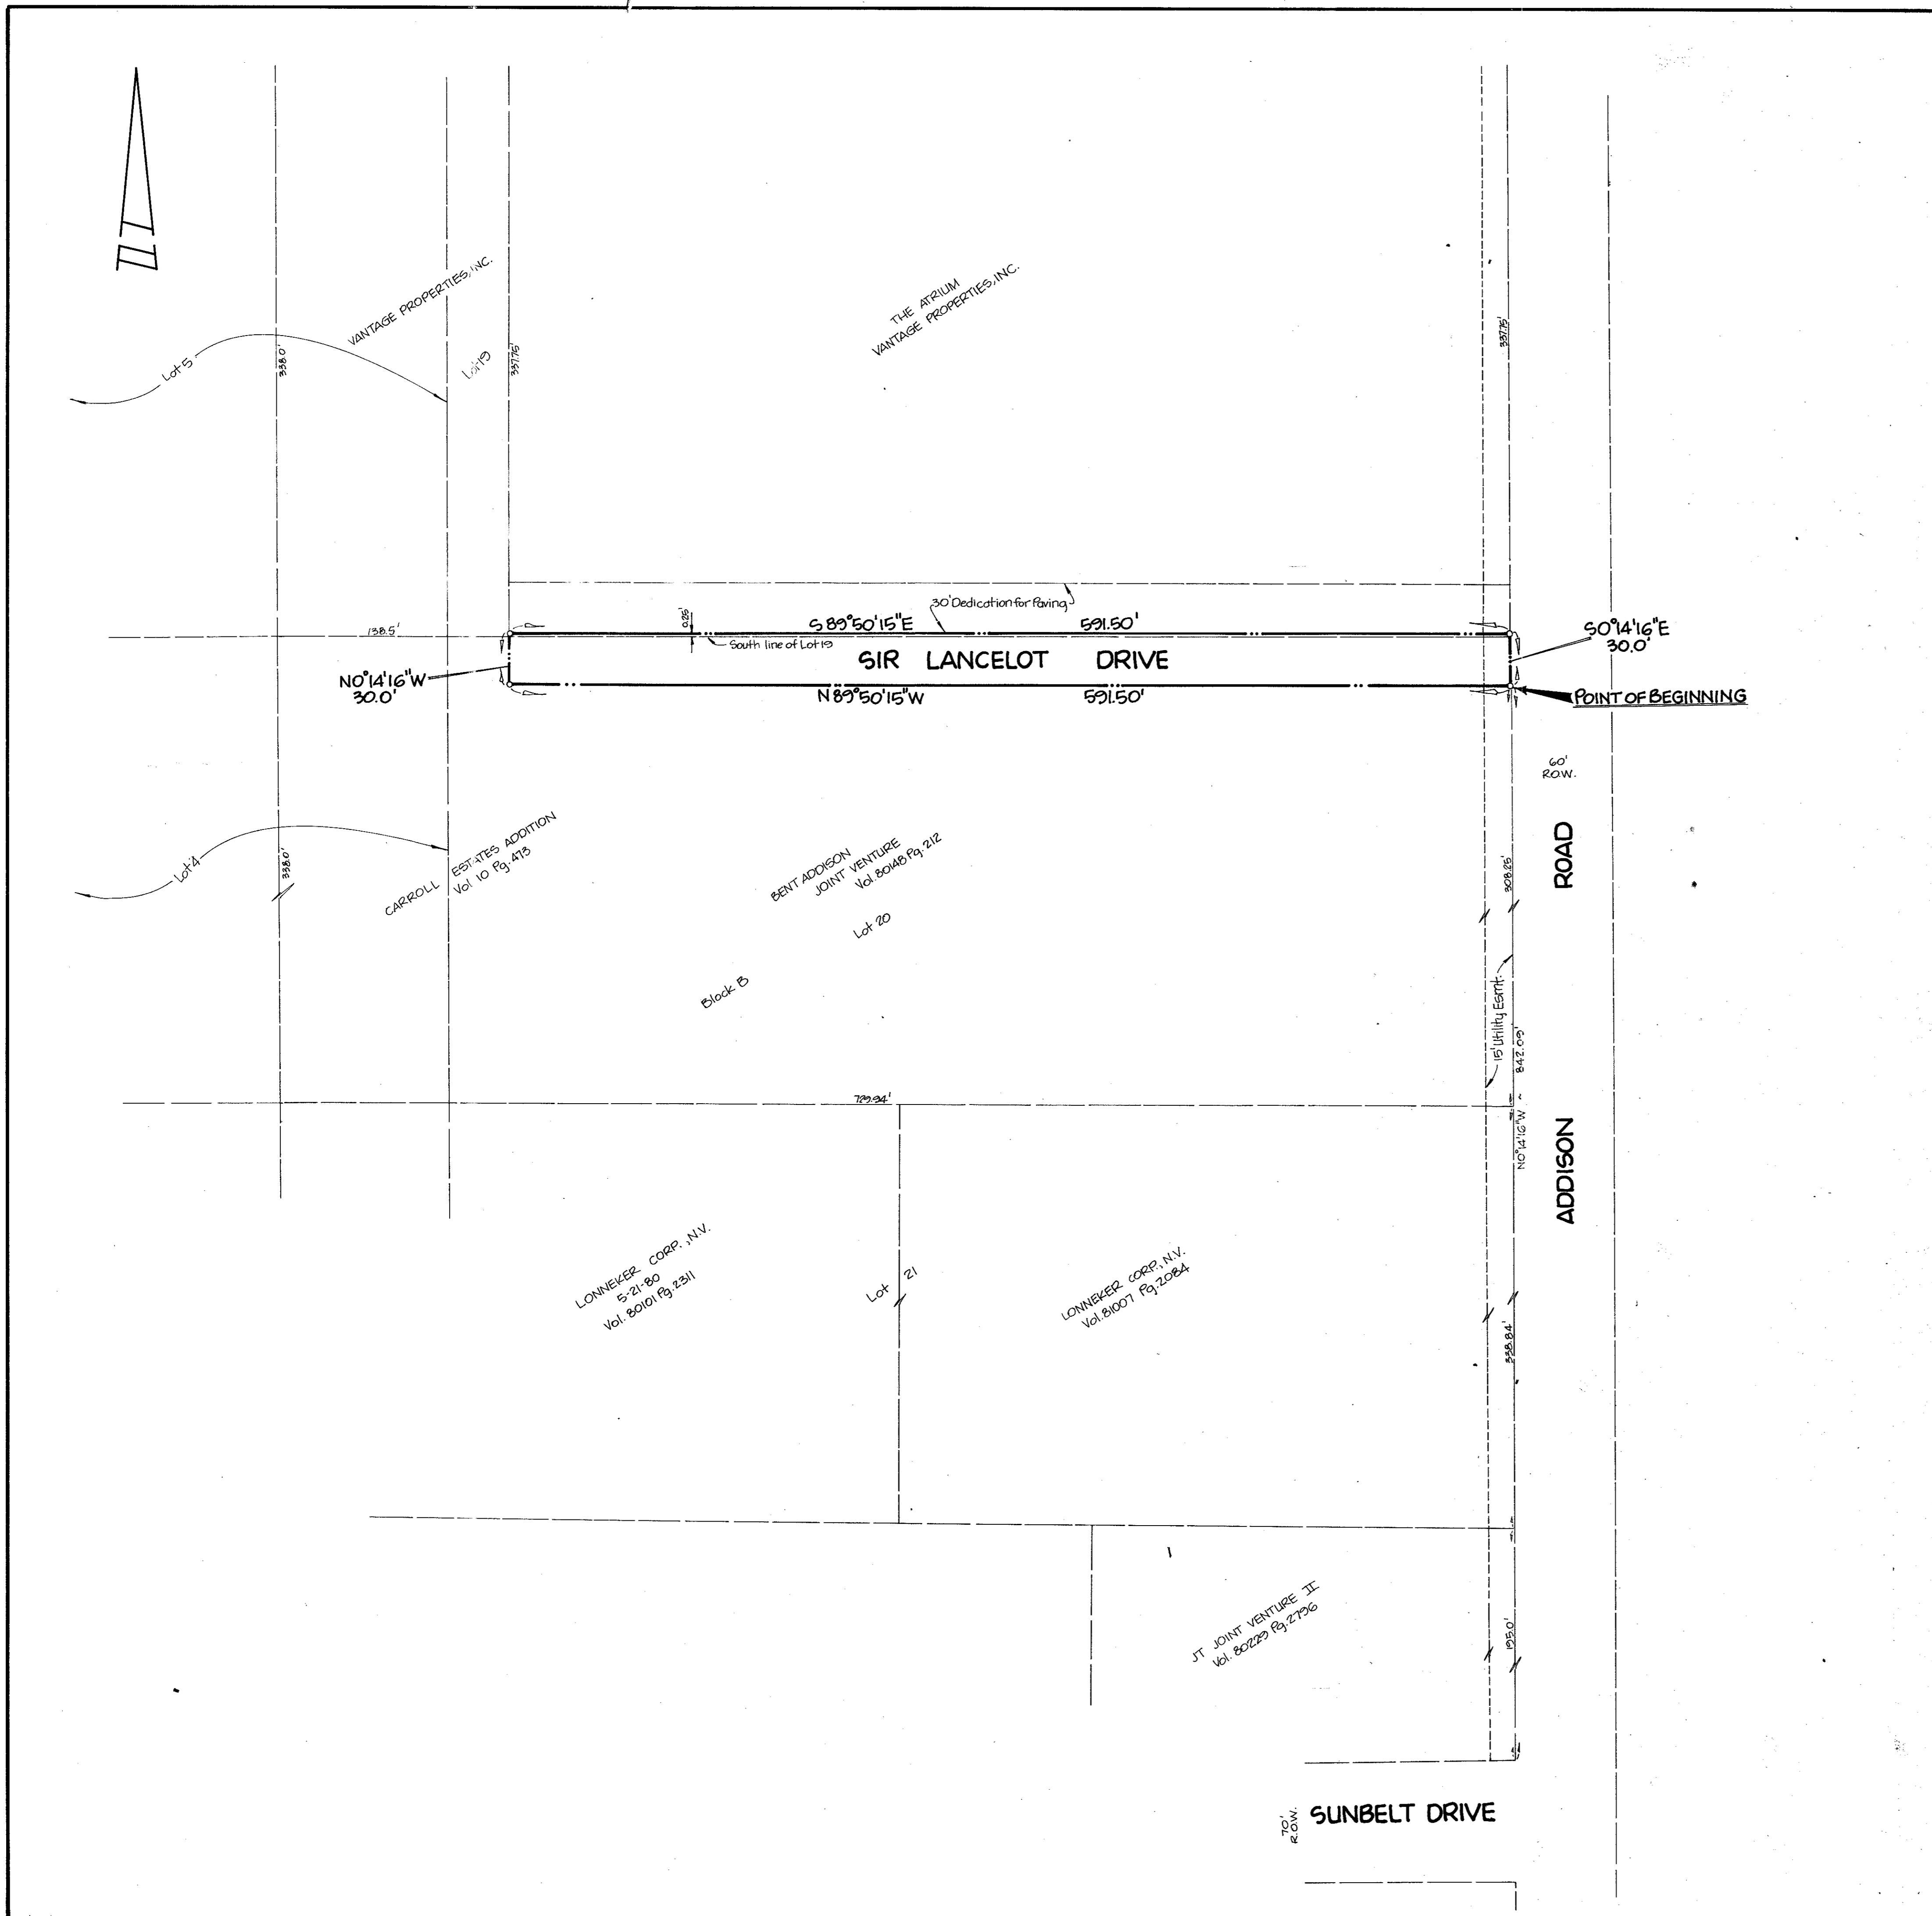 VANTAGE PROPERTIES, INC.
THE ATRIUM
VANTAGE PROPERTIES, INC.
Lot 5
338.0'
Lot 19
337.75'
337.75'
30' Dedication for Paving
138.5'
0.25'
S 89°50'15"E 591.50'
South line of Lot 19
S0°14'16"E
30.0'
SIR LANCELOT DRIVE
N0°14'16"W
30.0'
N 89°50'15"W 591.50'
POINT OF BEGINNING
60'
R.O.W.
Lot 4
338.0'
CARROLL ESTATES ADDITION
Vol 10 Pg. 473
BENT ADDISON
JOINT VENTURE
Vol. 80148 Pg. 212
Lot 20
Block B
308.25'
ADDISON ROAD
15' Utility Esmt.
N0°14'16"W ~ 842.09'
729.94'
LONNEKER CORP., N.V.
5-21-80
Vol. 80101 Pg. 2311
Lot 21
LONNEKER CORP., N.V.
Vol. 81007 Pg. 2084
338.84'
JT JOINT VENTURE II
Vol. 80229 Pg. 2796
195.0'
70'
R.O.W.
SUNBELT DRIVE